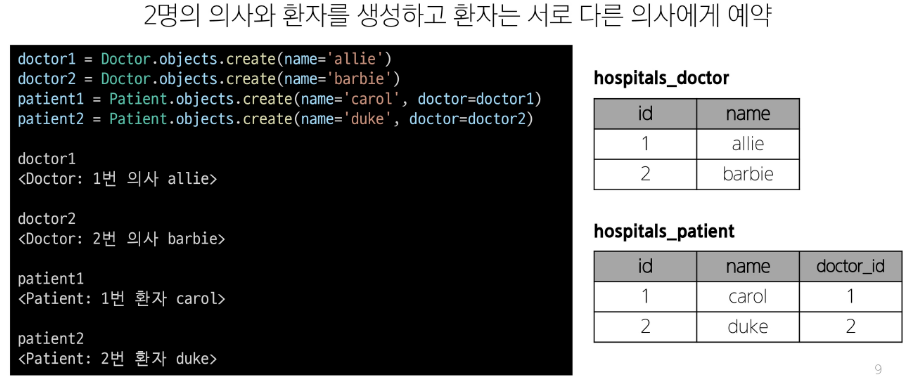 2명의 의사와 환자를 생성하고 환자는 서로 다른 의사에게 예약
doctor1 = Doctor.objects.create(name='allie')
doctor2 = Doctor.objects.create(name='barbie')
patient1 = Patient.objects.create(name='carol', doctor=doctor1)
patient2 = Patient.objects.create(name='duke', doctor=doctor2)
doctor1
<Doctor: 1번 의사 allie>
doctor2
<Doctor: 2번 의사 barbie>
patient1
<Patient: 1번 환자 carol>
patient2
<Patient: 2번 환자 duke>
hospitals_doctor
id name
1 allie
2 barbie
hospitals_patient
id name doctor_id
1 carol 1
2 duke 2
9